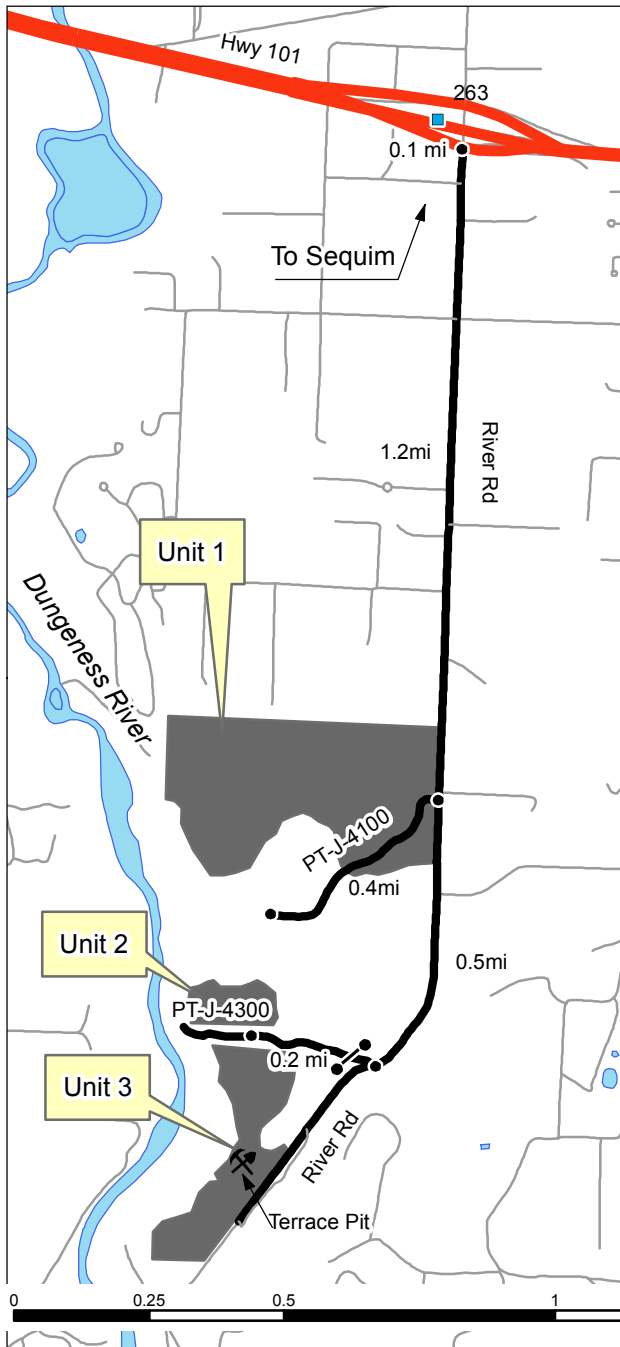 Hwy 101
263
0.1 mi
To Sequim
1.2mi
River Rd
Unit 1
Dungeness River
PT-J-4100
0.4mi
Unit 2
0.5mi
PT-J-4300
0.2 mi
Unit 3
River Rd
Terrace Pit
0 0.25 0.5 1